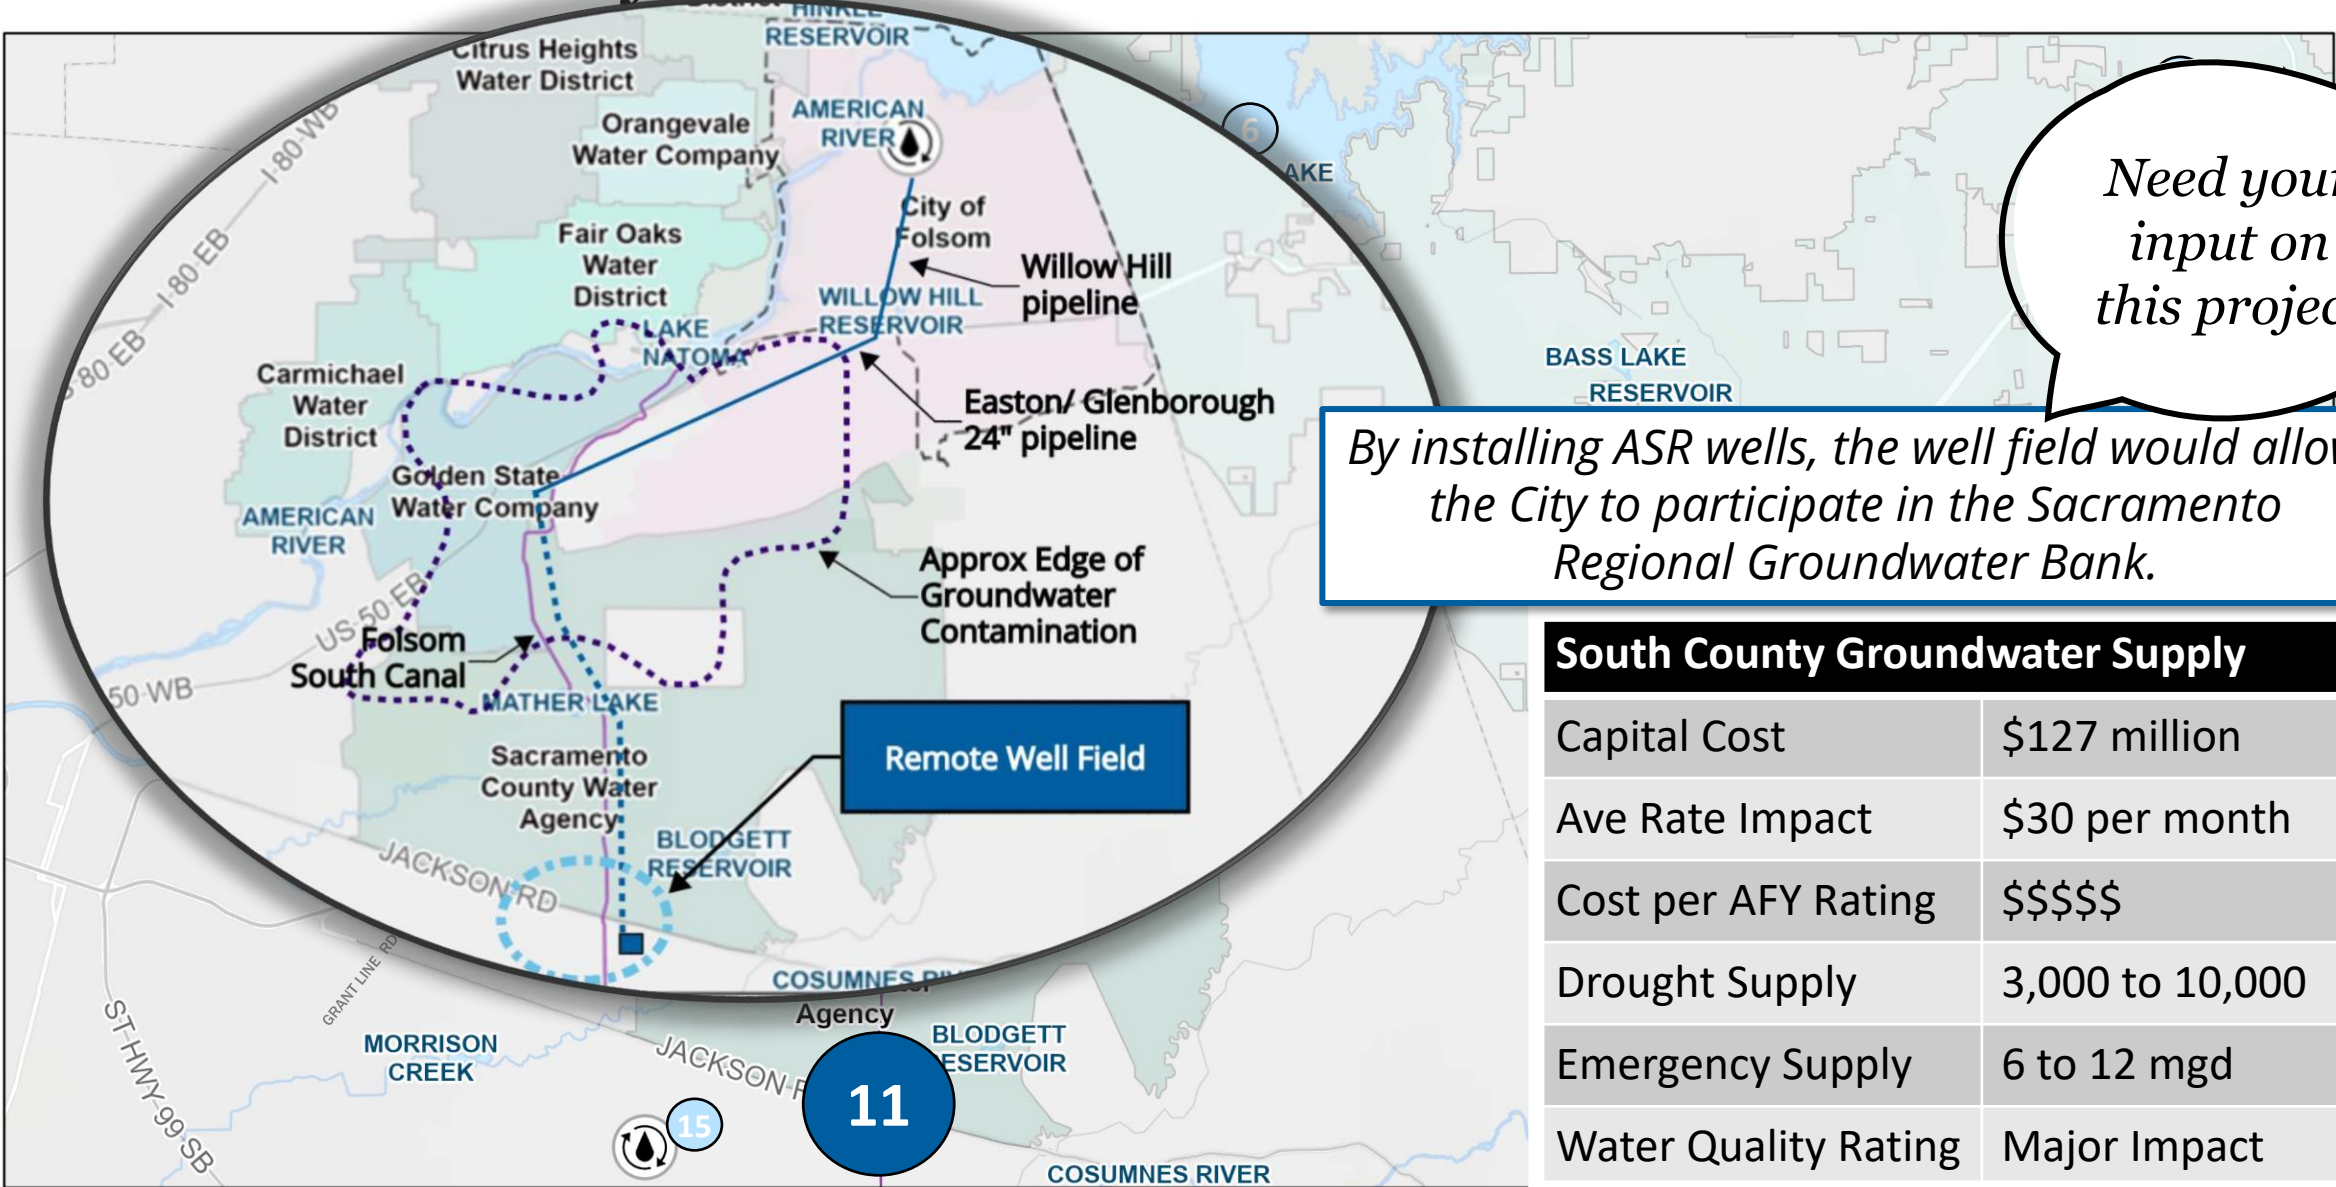 HINKLE
RESERVOIR
Citrus Heights
Water District
I-80 WB
AMERICAN
RIVER
Orangevale
Water Company
6
AKE
Need your
input on
this projec
City of
Folsom
Fair Oaks
Water
District
I-80 EB
Willow Hill
pipeline
WILLOW HILL
RESERVOIR
LAKE
NATOMA
80 EB
BASS LAKE
RESERVOIR
Carmichael
Water
District
Easton/ Glenborough
24" pipeline
By installing ASR wells, the well field would allow
the City to participate in the Sacramento
Regional Groundwater Bank.
Golden State
Water Company
AMERICAN
RIVER
Approx Edge of
Groundwater
Contamination
US-50 EB
Folsom
South Canal
50 WB
MATHER LAKE
Remote Well Field
Sacramento
County Water
Agency
BLODGETT
RESERVOIR
JACKSON RD
South County Groundwater Supply
Capital Cost $127 million
Ave Rate Impact $30 per month
Cost per AFY Rating $$$$$
Drought Supply 3,000 to 10,000
Emergency Supply 6 to 12 mgd
Water Quality Rating Major Impact
GRANT LINE RD
COSUMNES
Agency
BLODGETT
ESERVOIR
MORRISON
CREEK
JACKSON R
ST HWY 99 SB
11
15
COSUMNES RIVER